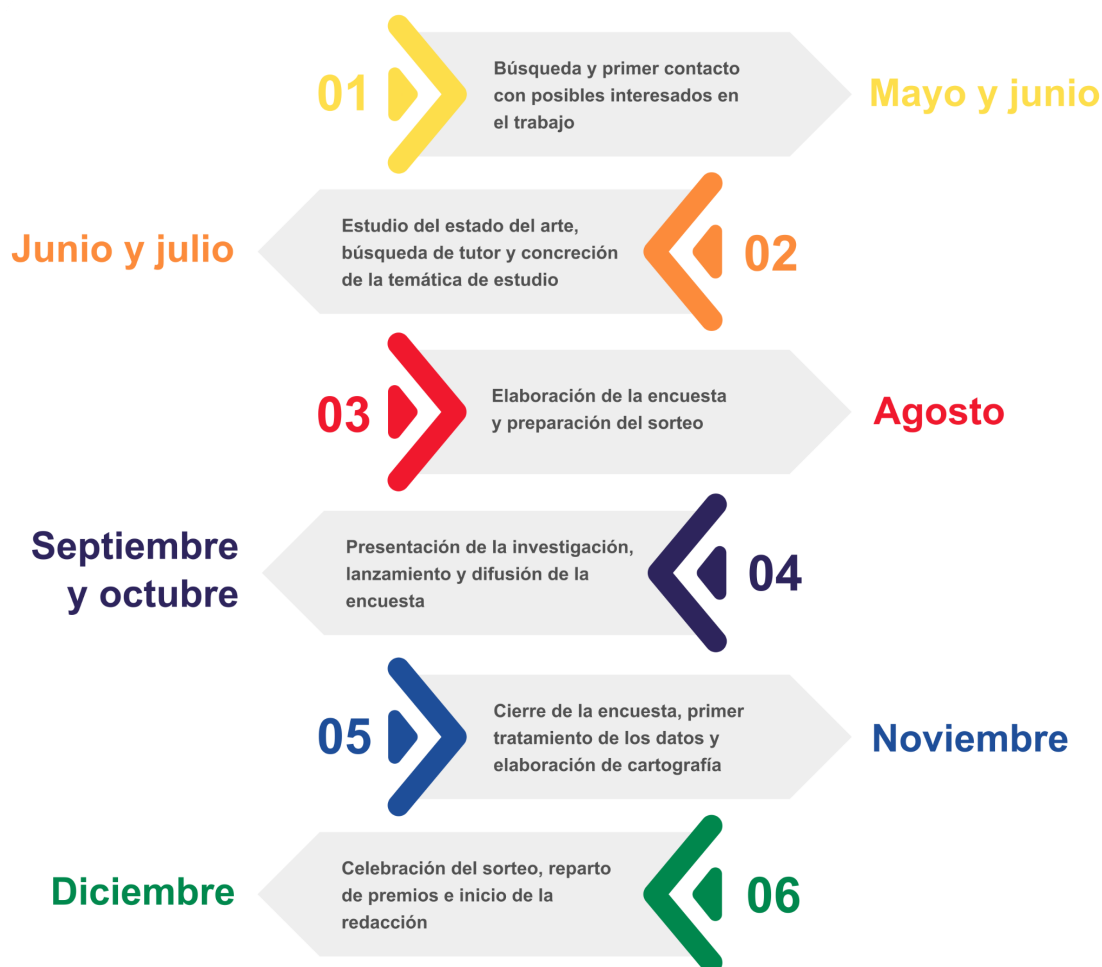 01
Búsqueda y primer contacto
con posibles interesados en
el trabajo
Mayo y junio
Junio y julio
Estudio del estado del arte,
búsqueda de tutor y concreción
de la temática de estudio
02
03
Elaboración de la encuesta
y preparación del sorteo
Agosto
Septiembre
y octubre
Presentación de la investigación,
lanzamiento y difusión de la
encuesta
04
05
Cierre de la encuesta, primer
tratamiento de los datos y
elaboración de cartografía
Noviembre
Diciembre
Celebración del sorteo, reparto
de premios e inicio de la
redacción
06